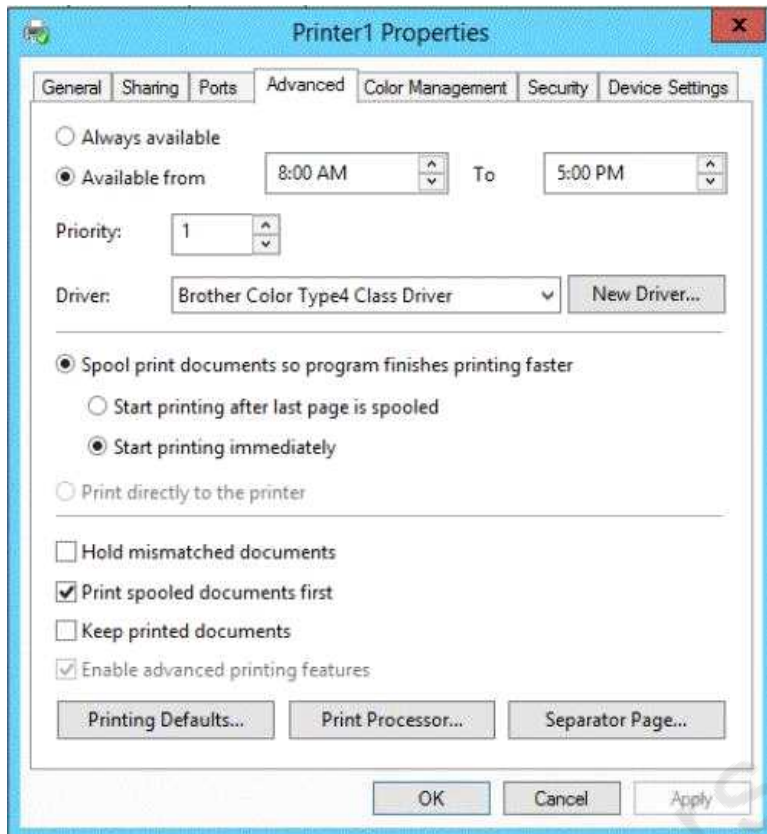 Printer1 Properties
x
General Sharing Ports Advanced Color Management Security Device Settings
Always available
Available from 8:00 AM To 5:00 PM
Priority: 1
Driver: Brother Color Type4 Class Driver New Driver...
Spool print documents so program finishes printing faster
Start printing after last page is spooled
Start printing immediately
Print directly to the printer
Hold mismatched documents
Print spooled documents first
Keep printed documents
Enable advanced printing features
Printing Defaults... Print Processor... Separator Page...
OK Cancel Apply